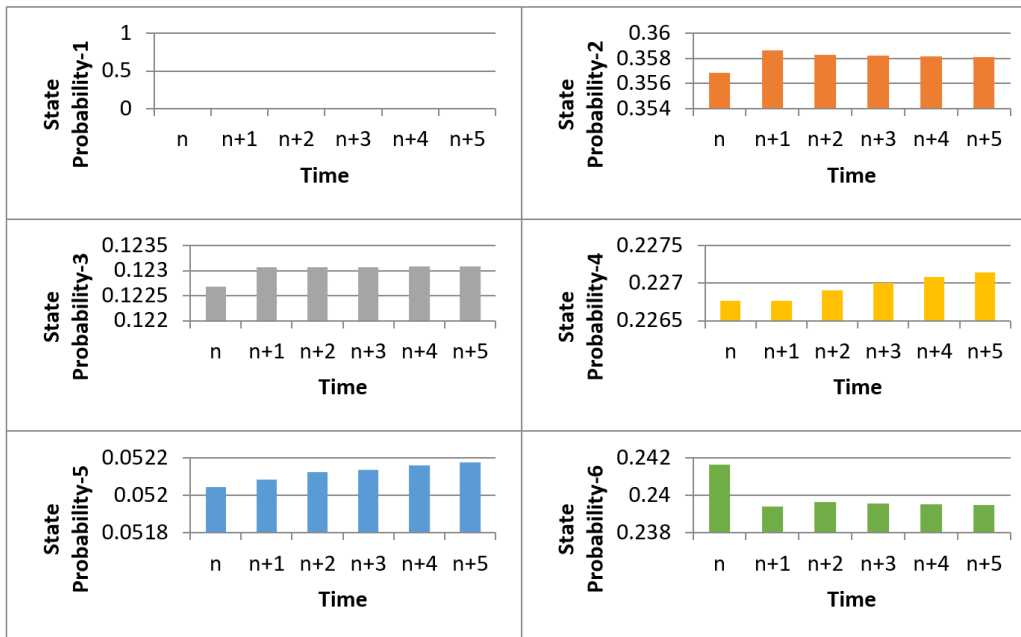 State
Probability-1
1
0.5
0
n n+1 n+2 n+3 n+4 n+5
Time
State
Probability-2
0.36
0.358
0.356
0.354
n n+1 n+2 n+3 n+4 n+5
Time
State
Probability-3
0.1235
0.123
0.1225
0.122
n n+1 n+2 n+3 n+4 n+5
Time
State
Probability-4
0.2275
0.227
0.2265
n n+1 n+2 n+3 n+4 n+5
Time
State
Probability-5
0.0522
0.052
0.0518
n n+1 n+2 n+3 n+4 n+5
Time
State
Probability-6
0.242
0.24
0.238
n n+1 n+2 n+3 n+4 n+5
Time